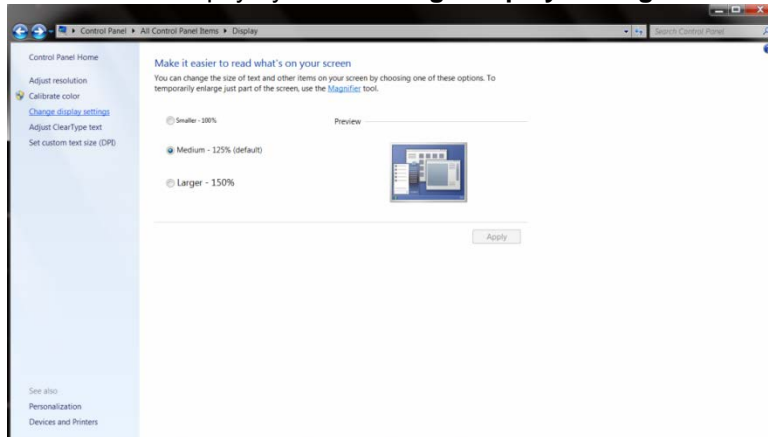 Control Panel ▸ All Control Panel Items ▸ Display
Search Control Panel
Control Panel Home
Adjust resolution
Calibrate color
Change display settings
Adjust ClearType text
Set custom text size (DPI)
Make it easier to read what's on your screen
You can change the size of text and other items on your screen by choosing one of these options. To
temporarily enlarge just part of the screen, use the Magnifier tool.
Smaller - 100%
Preview
Medium - 125% (default)
Larger - 150%
Apply
See also
Personalization
Devices and Printers